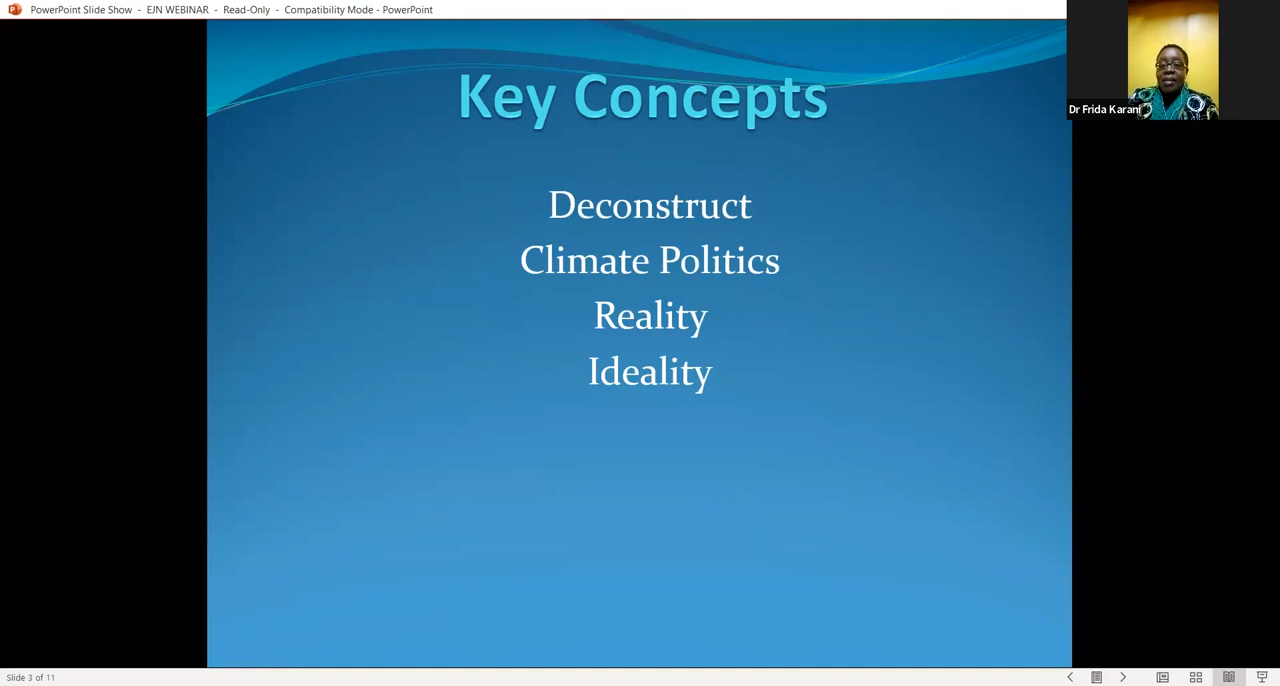 PowerPoint Slide Show - EJN WEBINAR - Read-Only - Compatibility Mode - PowerPoint
Dr Frida Karani
Key Concepts
Deconstruct
Climate Politics
Reality
Ideality
Slide 3 of 11